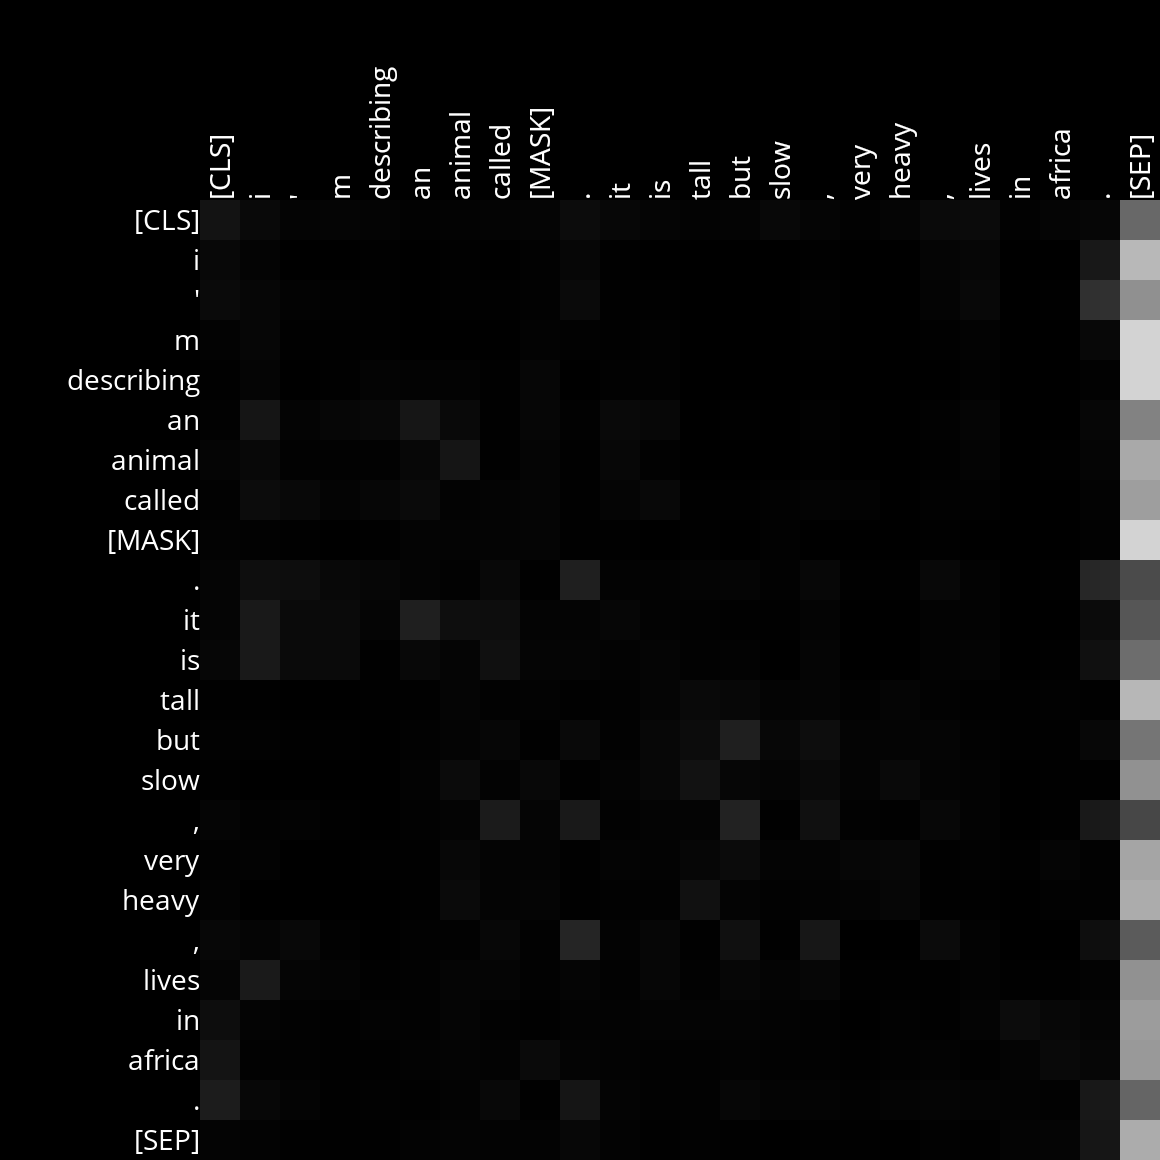 [CLS] i ' m describing an animal called [MASK] . it is tall but slow , very heavy , lives in africa . [SEP]
[CLS]
i
'
m
describing
an
animal
called
[MASK]
.
it
is
tall
but
slow
,
very
heavy
,
lives
in
africa
.
[SEP]